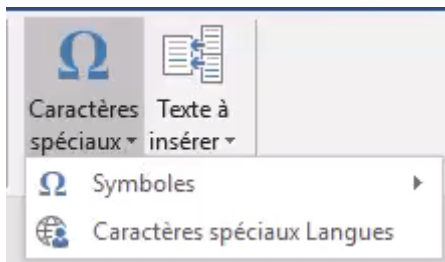 Caractères spéciaux
Texte à insérer
Symboles
Caractères spéciaux Langues